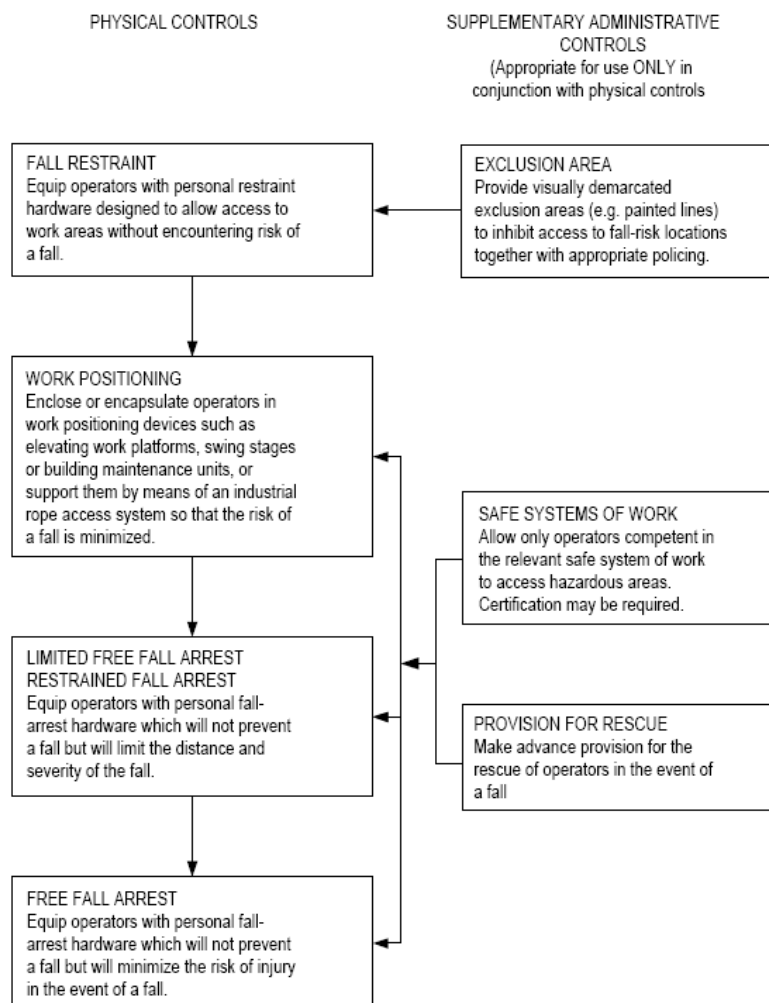 PHYSICAL CONTROLS
SUPPLEMENTARY ADMINISTRATIVE
CONTROLS
(Appropriate for use ONLY in
conjunction with physical controls
FALL RESTRAINT
Equip operators with personal restraint
hardware designed to allow access to
work areas without encountering risk of
a fall.
EXCLUSION AREA
Provide visually demarcated
exclusion areas (e.g. painted lines)
to inhibit access to fall-risk locations
together with appropriate policing.
WORK POSITIONING
Enclose or encapsulate operators in
work positioning devices such as
elevating work platforms, swing stages
or building maintenance units, or
support them by means of an industrial
rope access system so that the risk of
a fall is minimized.
SAFE SYSTEMS OF WORK
Allow only operators competent in
the relevant safe system of work
to access hazardous areas.
Certification may be required.
LIMITED FREE FALL ARREST
RESTRAINED FALL ARREST
Equip operators with personal fall-
arrest hardware which will not prevent
a fall but will limit the distance and
severity of the fall.
PROVISION FOR RESCUE
Make advance provision for the
rescue of operators in the event of
a fall
FREE FALL ARREST
Equip operators with personal fall-
arrest hardware which will not prevent
a fall but will minimize the risk of injury
in the event of a fall.